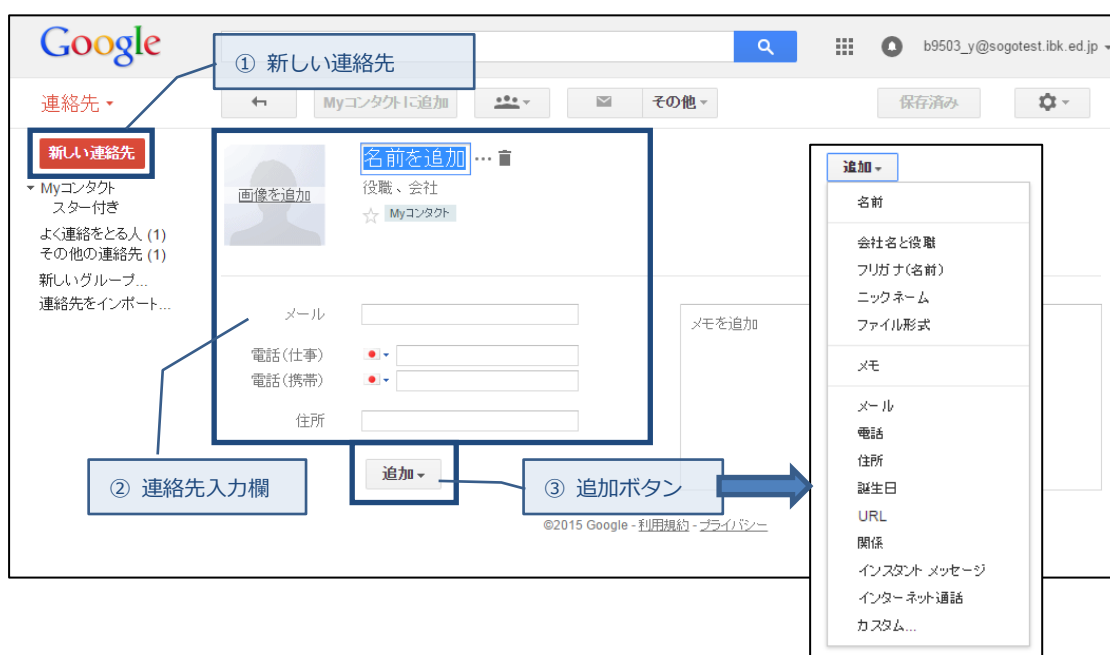 Google
① 新しい連絡先
b9503_y@sogotest.ibk.ed.jp
連絡先
Myコンタクトに追加
その他
保存済み
新しい連絡先
Myコンタクト
スター付き
よく連絡をとる人 (1)
その他の連絡先 (1)
新しいグループ...
連絡先をインポート...
画像を追加
名前を追加
役職、会社
Myコンタクト
メール
電話(仕事)
電話(携帯)
住所
メモを追加
追加
② 連絡先入力欄
③ 追加ボタン
©2015 Google - 利用規約 - プライバシー
追加
名前
会社名と役職
フリガナ(名前)
ニックネーム
ファイル形式
メモ
メール
電話
住所
誕生日
URL
関係
インスタント メッセージ
インターネット通話
カスタム...